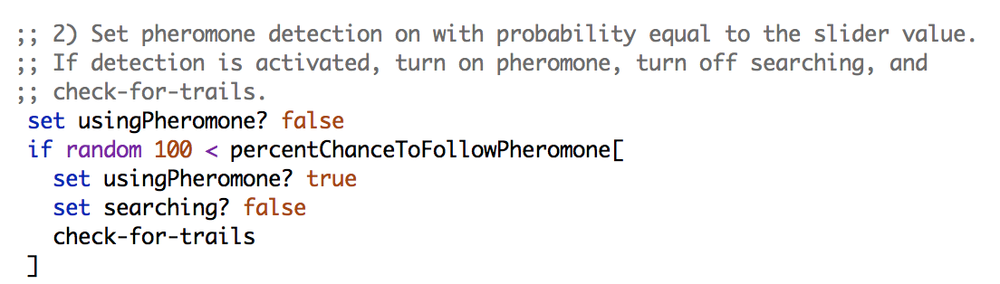 ;; 2) Set pheromone detection on with probability equal to the slider value.
;; If detection is activated, turn on pheromone, turn off searching, and
;; check-for-trails.
set usingPheromone? false
if random 100 < percentChanceToFollowPheromone[
set usingPheromone? true
set searching? false
check-for-trails
]